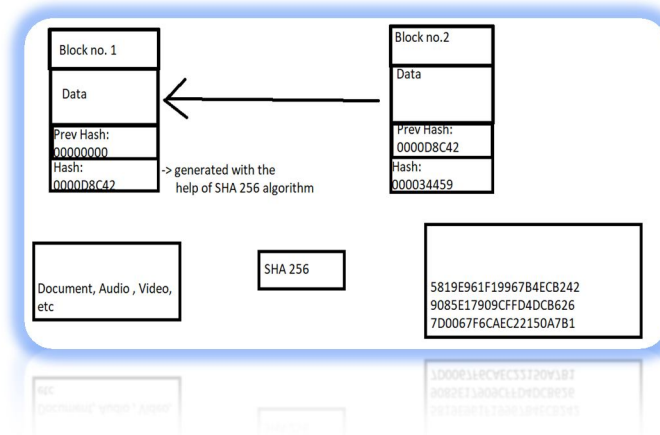 Block no. 1
Data
Prev Hash:
00000000
Hash:
0000D8C42
-> generated with the
help of SHA 256 algorithm
Block no.2
Data
Prev Hash:
0000D8C42
Hash:
000034459
Document, Audio , Video,
etc
SHA 256
5819E961F19967B4ECB242
9085E17909CFFD4DCB626
7D0067F6CAEC22150A7B1